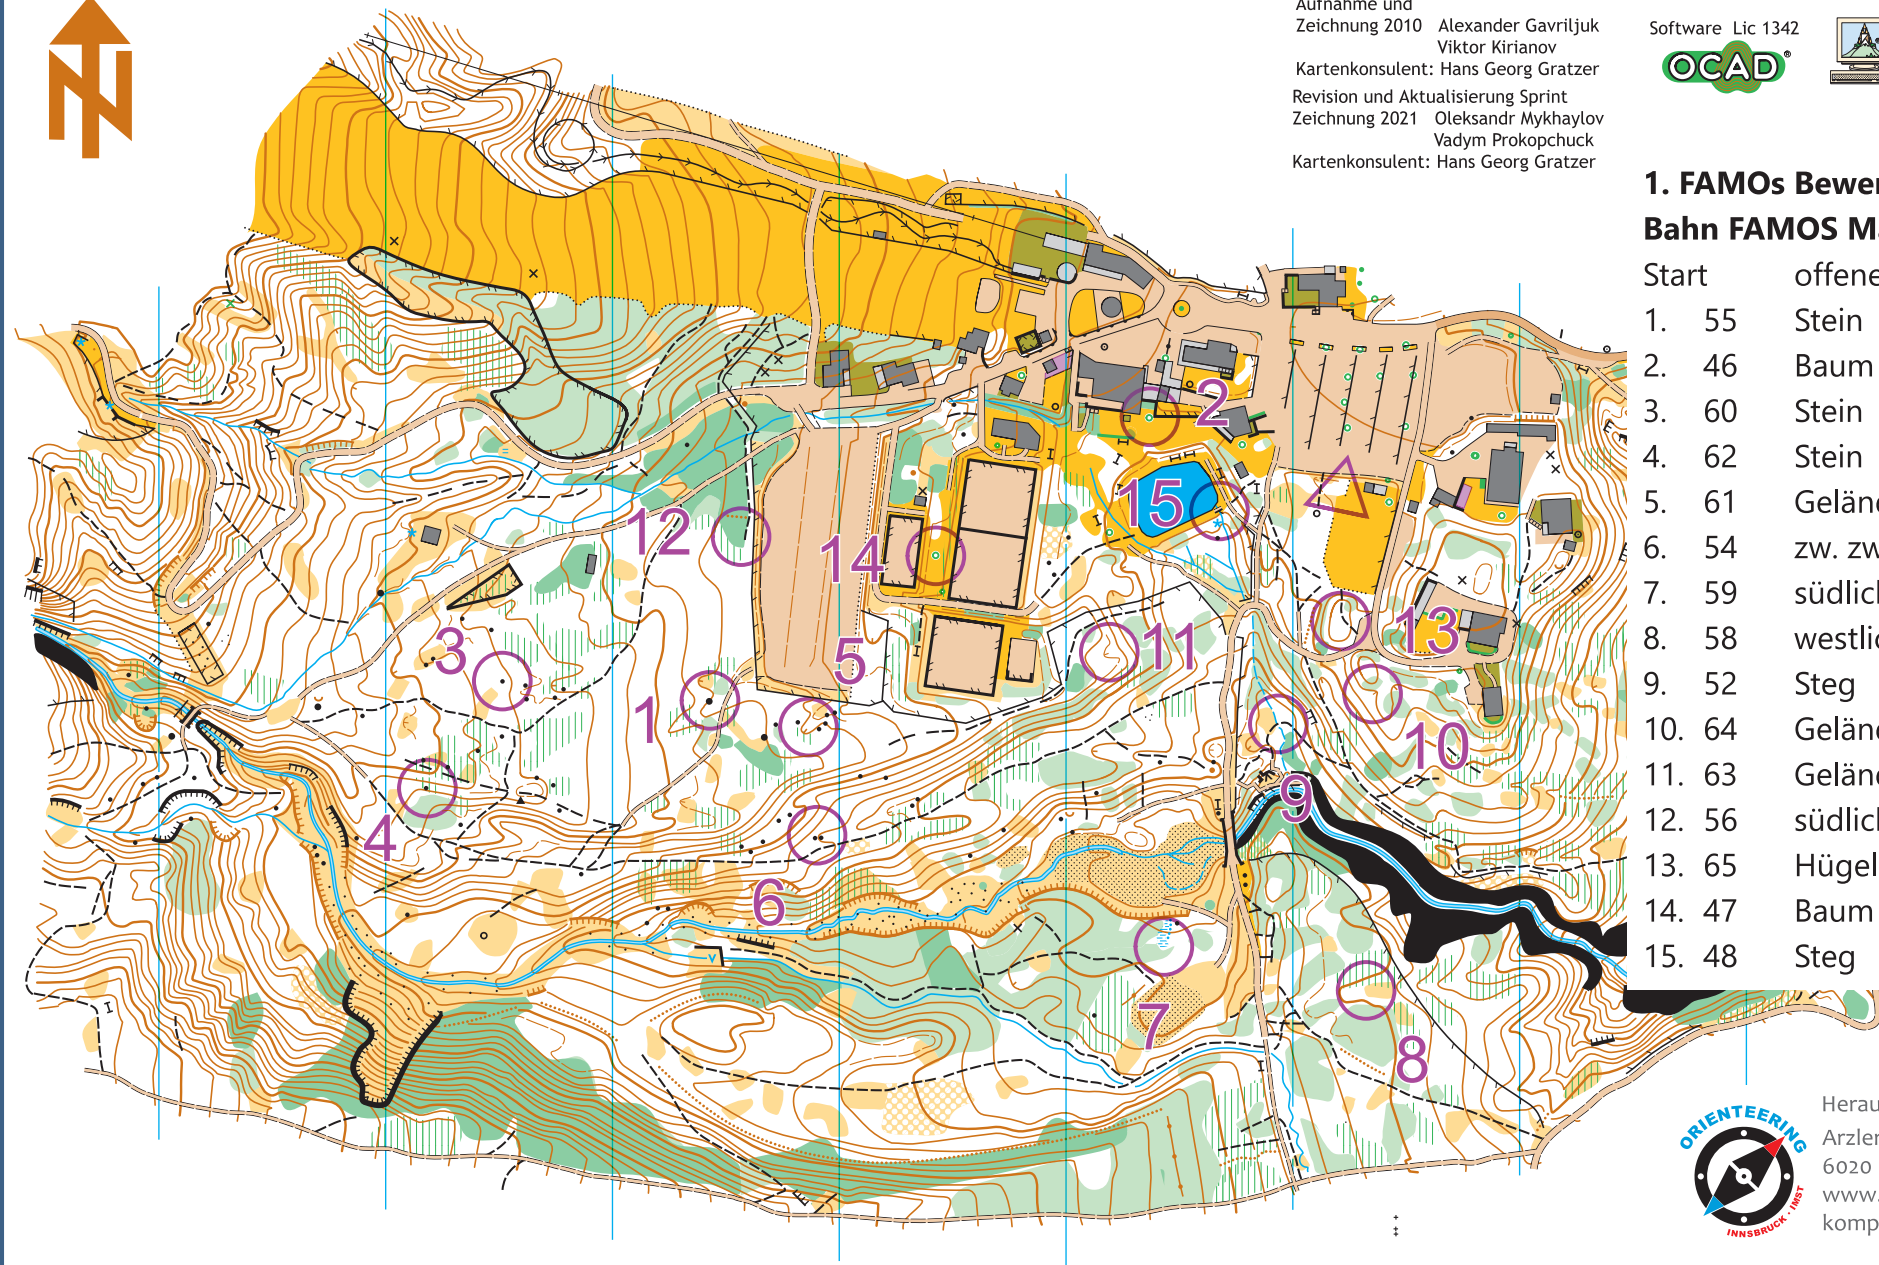 Aufnahme und
Zeichnung 2010 Alexander Gavriljuk
Viktor Kirianov
Kartenkonsulent: Hans Georg Gratzer
Revision und Aktualisierung Sprint
Zeichnung 2021 Oleksandr Mykhaylov
Vadym Prokopchuck
Kartenkonsulent: Hans Georg Gratzer
Software Lic 1342
OCAD®
N
1. FAMOs Bewer
Bahn FAMOS Ma
Start offene
1. 55 Stein
2. 46 Baum
3. 60 Stein
4. 62 Stein
5. 61 Gelän
6. 54 zw. zw
7. 59 südlich
8. 58 westlic
9. 52 Steg
10. 64 Gelän
11. 63 Gelän
12. 56 südlich
13. 65 Hügel
14. 47 Baum
15. 48 Steg
2
15
12
14
13
3
5
11
1
10
9
4
6
7
8
ORIENTEERING
INNSBRUCK · IMST
Herau
Arzler
6020
www.
komp